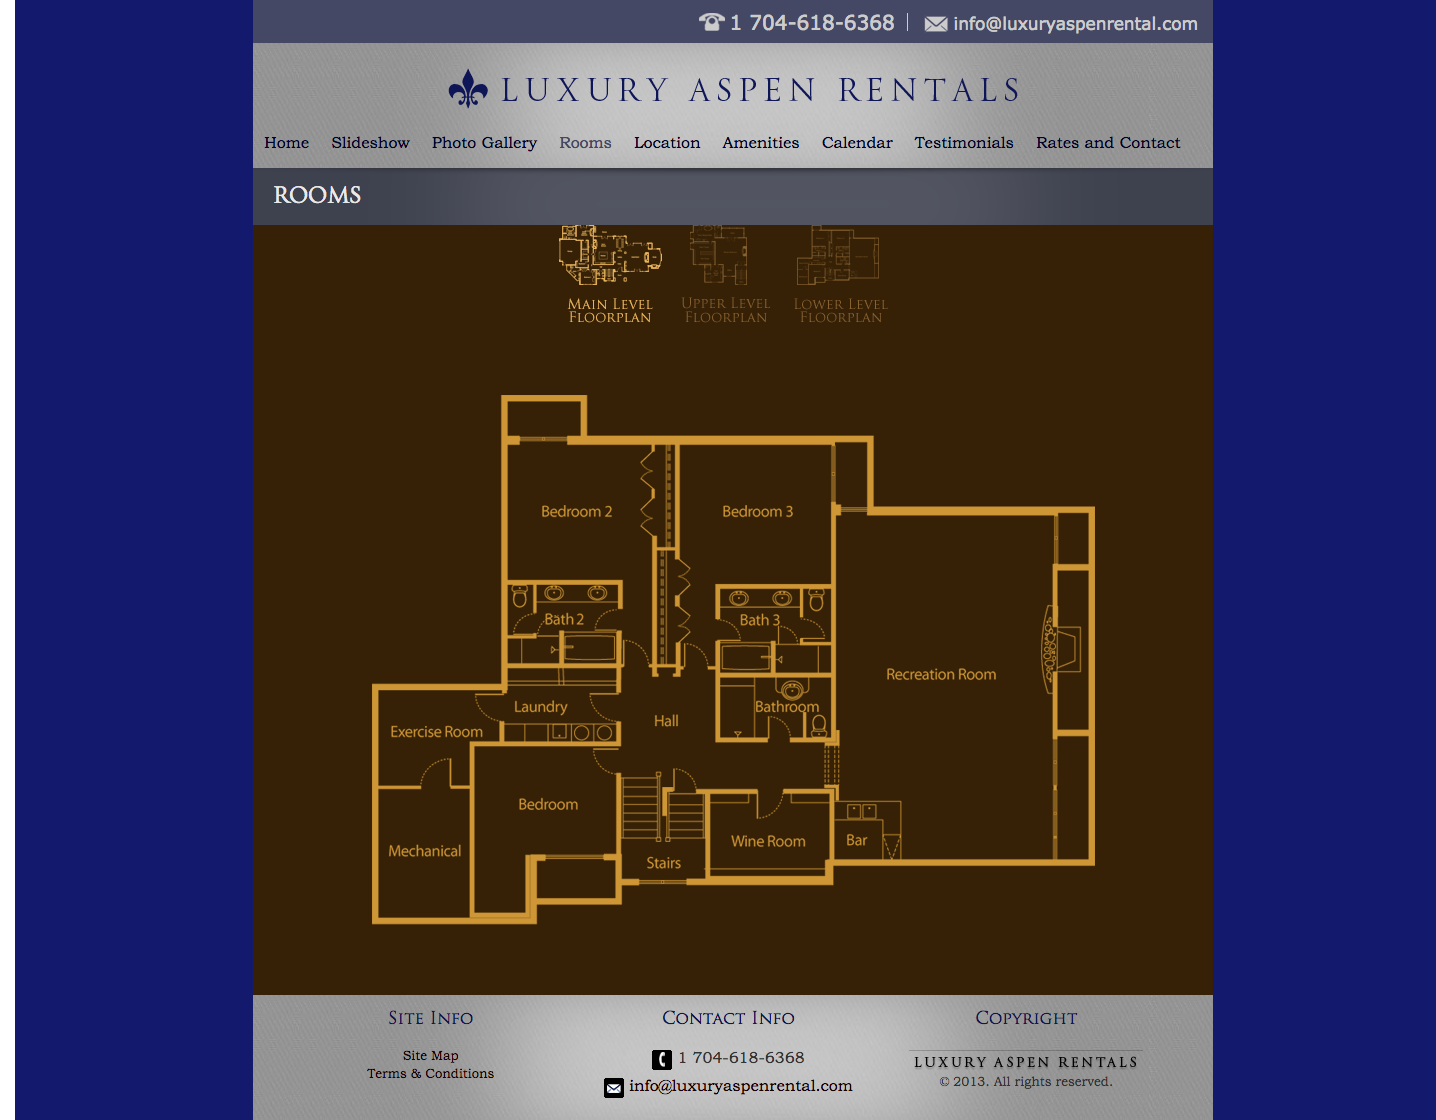 1 704-618-6368
info@luxuryaspenrental.com
LUXURY ASPEN RENTALS
Home Slideshow Photo Gallery Rooms Location Amenities Calendar Testimonials Rates and Contact
ROOMS
MAIN LEVEL
FLOORPLAN
UPPER LEVEL
FLOORPLAN
LOWER LEVEL
FLOORPLAN
Bedroom 2
Bedroom 3
Bath 2
Bath 3
Recreation Room
Laundry
Bathroom
Hall
Exercise Room
Bedroom
Mechanical
Wine Room
Bar
Stairs
SITE INFO
Site Map
Terms & Conditions
CONTACT INFO
1 704-618-6368
info@luxuryaspenrental.com
COPYRIGHT
LUXURY ASPEN RENTALS
© 2013. All rights reserved.